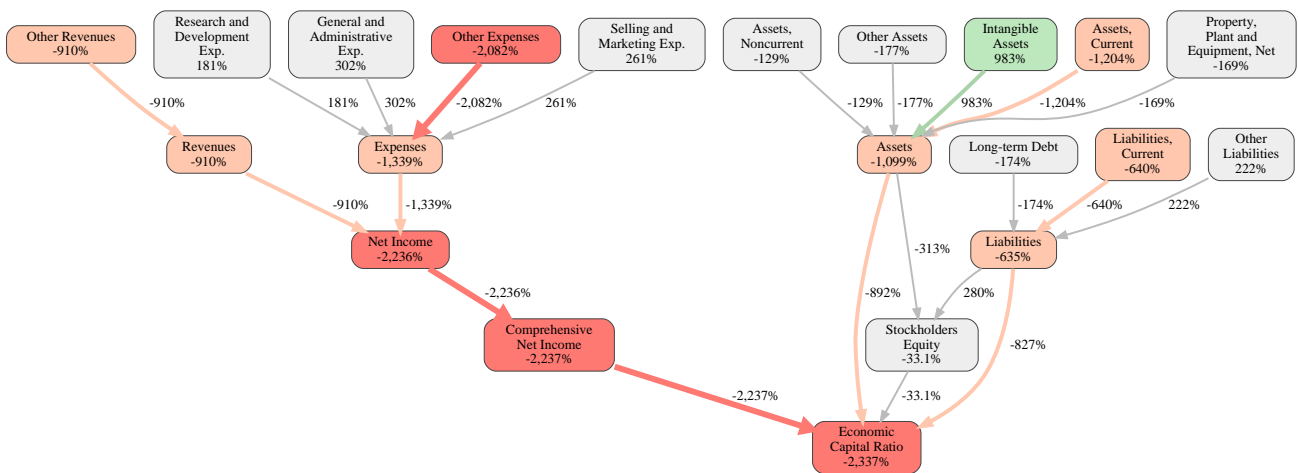 Other Revenues
-910%
Research and
Development
Exp.
181%
General and
Administrative
Exp.
302%
Other Expenses
-2,082%
Selling and
Marketing Exp.
261%
Assets,
Noncurrent
-129%
Other Assets
-177%
Intangible
Assets
983%
Assets,
Current
-1,204%
Property,
Plant and
Equipment, Net
-169%
-910%
181%
302%
-2,082%
261%
-129%
-177%
983%
-1,204%
-169%
Revenues
-910%
Expenses
-1,339%
Assets
-1,099%
Long-term Debt
-174%
Liabilities,
Current
-640%
Other
Liabilities
222%
-910%
-1,339%
-174%
-640%
222%
Net Income
-2,236%
-313%
Liabilities
-635%
-2,236%
-892%
280%
Comprehensive
Net Income
-2,237%
Stockholders
Equity
-33.1%
-827%
-2,237%
-33.1%
Economic
Capital Ratio
-2,337%